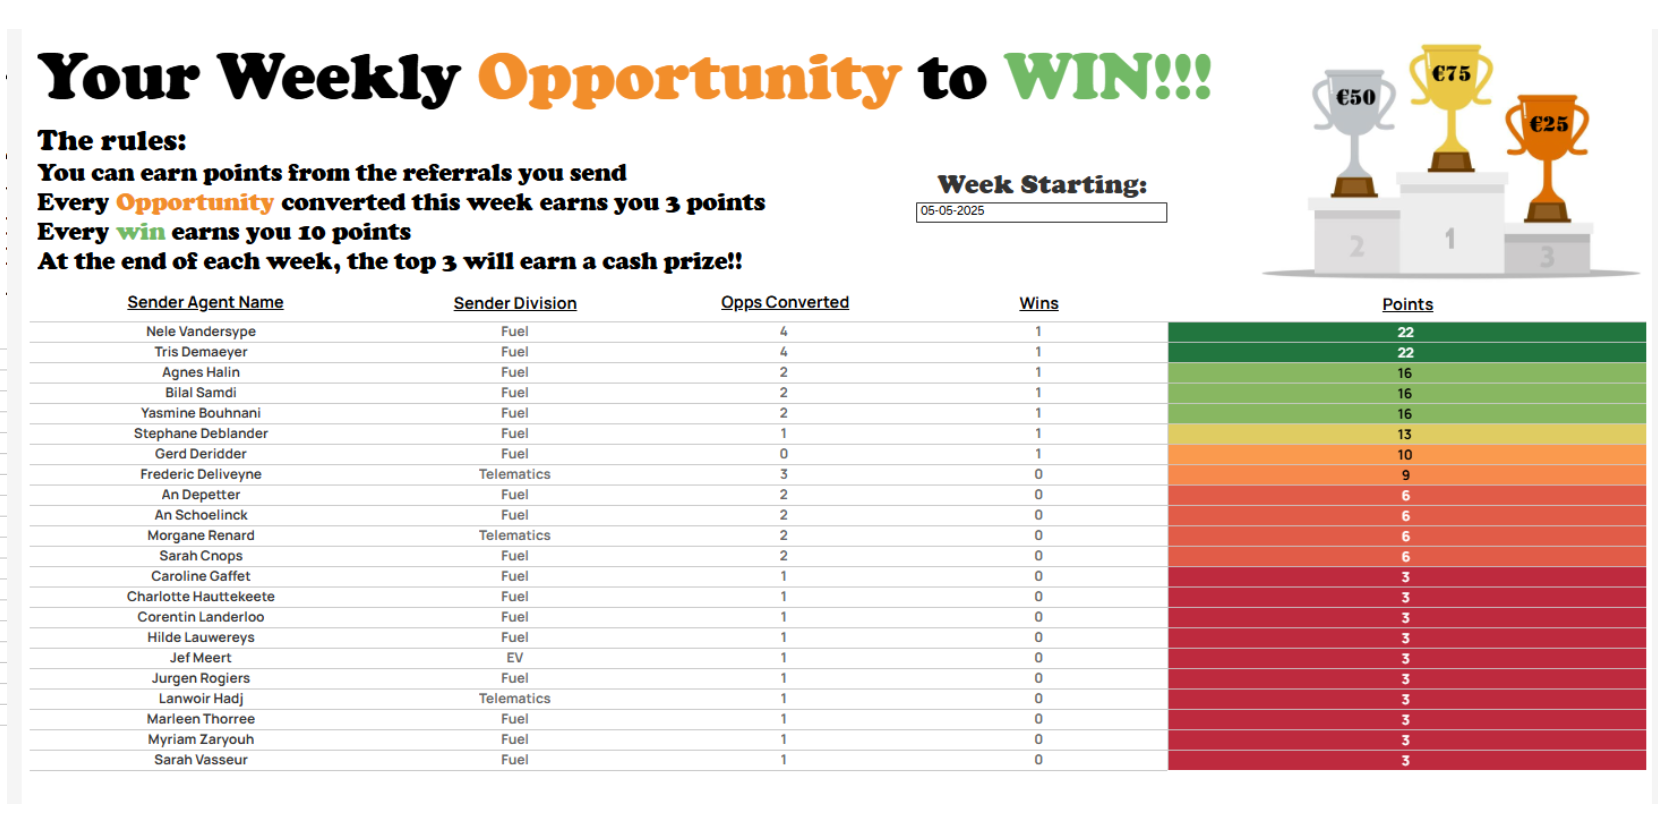 Your Weekly Opportunity to WIN!!!
€50
€75
€25
The rules:
You can earn points from the referrals you send
Every Opportunity converted this week earns you 3 points
Every win earns you 10 points
At the end of each week, the top 3 will earn a cash prize!!
Week Starting:
05-05-2025
2
1
3
Sender Agent Name Sender Division Opps Converted Wins Points
Nele Vandersype Fuel 4 1 22
Tris Demaeyer Fuel 4 1 22
Agnes Halin Fuel 2 1 16
Bilal Samdi Fuel 2 1 16
Yasmine Bouhnani Fuel 2 1 16
Stephane Deblander Fuel 1 1 13
Gerd Deridder Fuel 0 1 10
Frederic Deliveyne Telematics 3 0 9
An Depetter Fuel 2 0 6
An Schoelinck Fuel 2 0 6
Morgane Renard Telematics 2 0 6
Sarah Cnops Fuel 2 0 6
Caroline Gaffet Fuel 1 0 3
Charlotte Hauttekeete Fuel 1 0 3
Corentin Landerloo Fuel 1 0 3
Hilde Lauwereys Fuel 1 0 3
Jef Meert EV 1 0 3
Jurgen Rogiers Fuel 1 0 3
Lanwoir Hadj Telematics 1 0 3
Marleen Thorree Fuel 1 0 3
Myriam Zaryouh Fuel 1 0 3
Sarah Vasseur Fuel 1 0 3